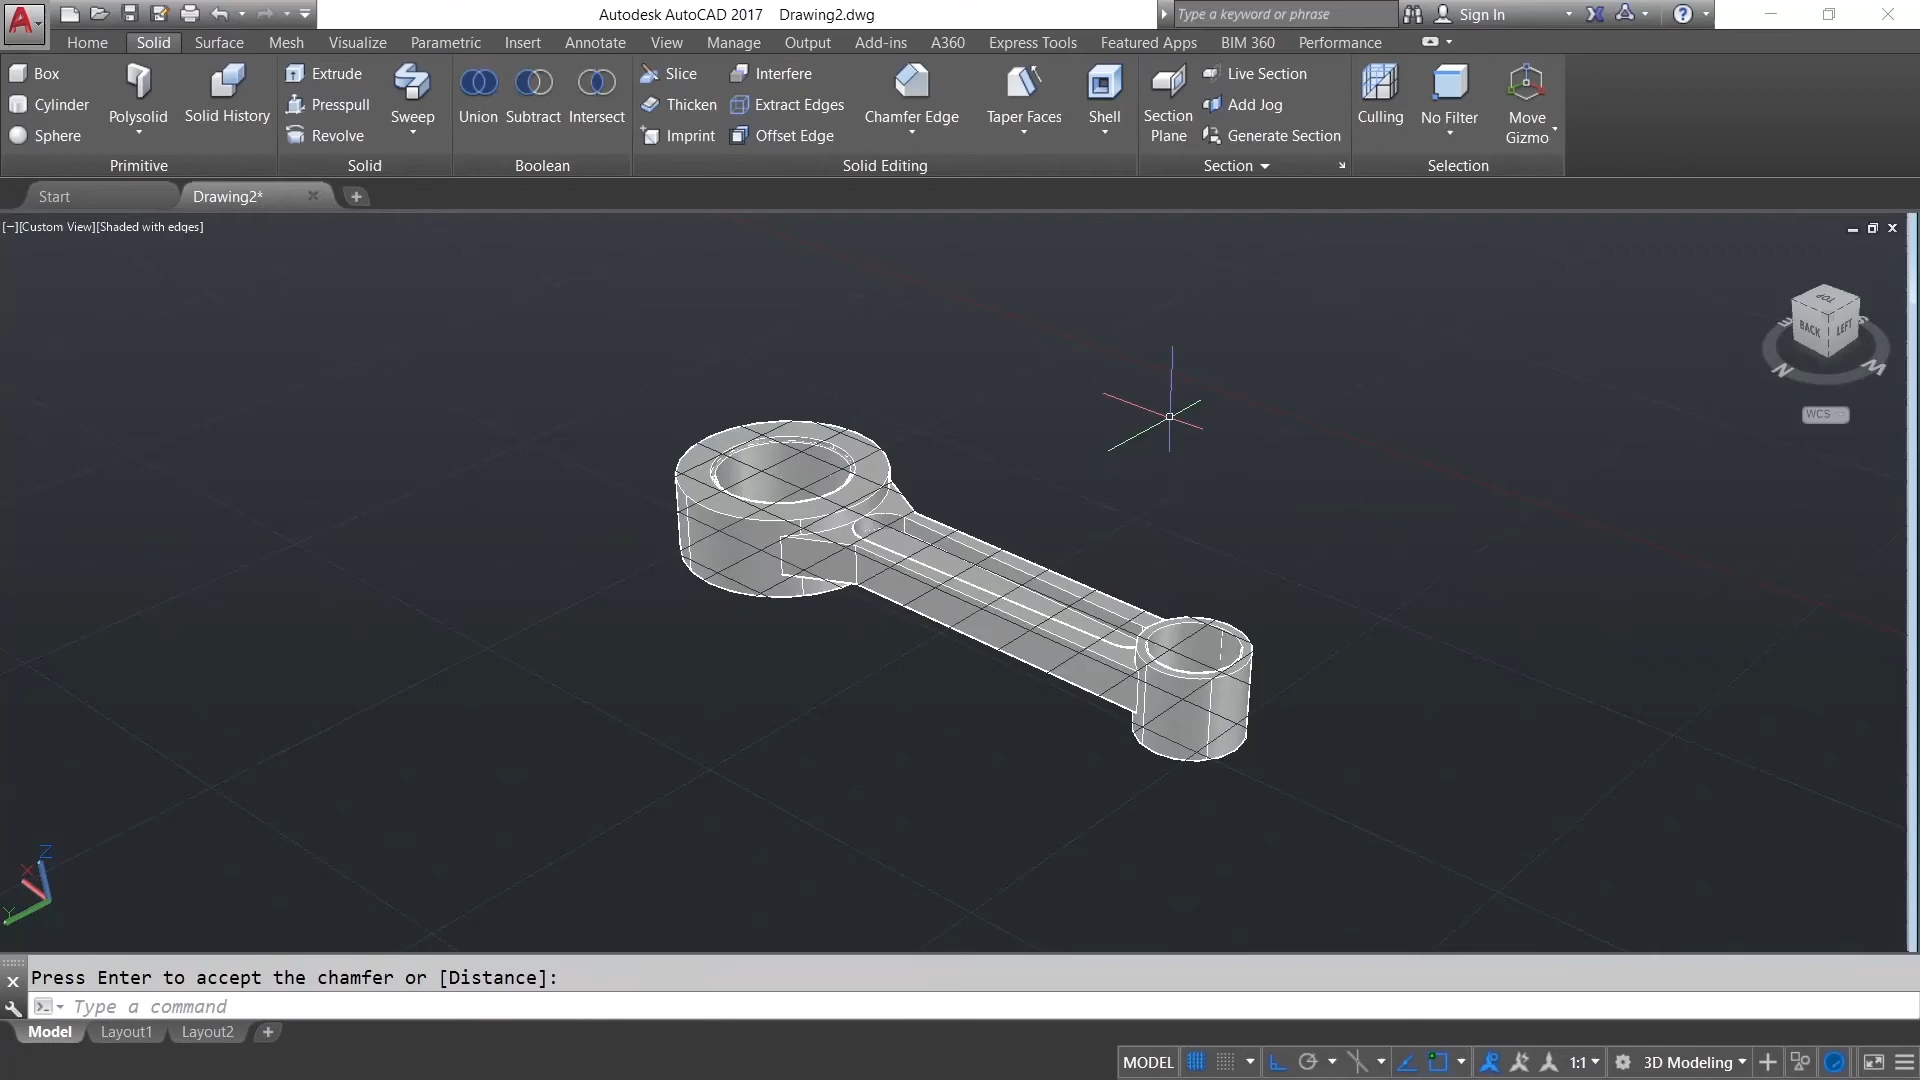 Autodesk AutoCAD 2017 Drawing2.dwg
Type a keyword or phrase
Sign In
Home Solid Surface Mesh Visualize Parametric Insert Annotate View Manage Output Add-ins A360 Express Tools Featured Apps BIM 360 Performance
Box
Cylinder
Sphere
Polysolid
Solid History
Primitive
Extrude
Presspull
Revolve
Sweep
Solid
Union Subtract Intersect
Boolean
Slice
Thicken
Imprint
Interfere
Extract Edges
Offset Edge
Chamfer Edge
Taper Faces
Shell
Solid Editing
Section
Plane
Live Section
Add Jog
Generate Section
Section
Culling
No Filter
Move
Gizmo
Selection
Start
Drawing2*
[−][Custom View][Shaded with edges]
TOP
BACK
LEFT
E
S
N
W
WCS
Z
X
Y
Press Enter to accept the chamfer or [Distance]:
Type a command
Model Layout1 Layout2
MODEL
1:1
3D Modeling